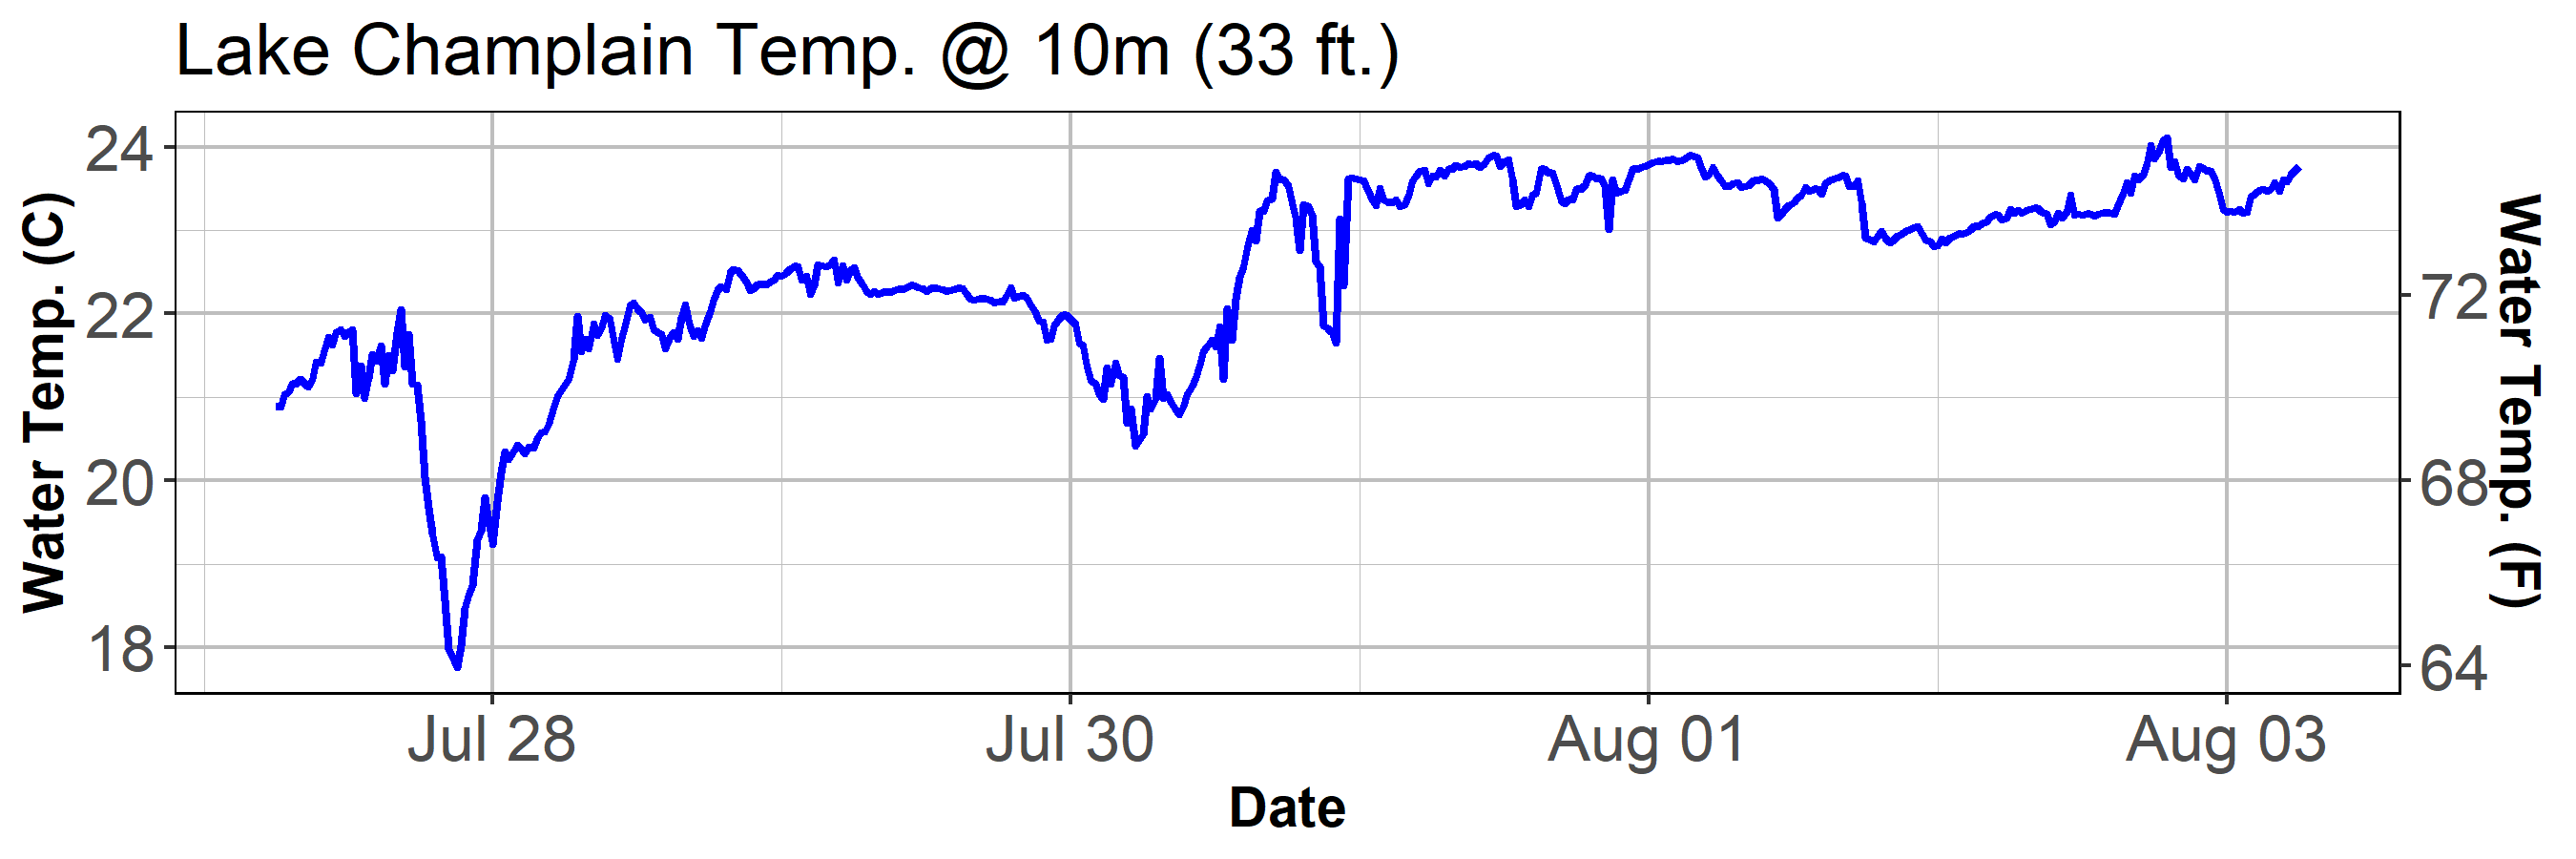 Lake Champlain Temp. @ 10m (33 ft.)
Water Temp. (C)
24
22
20
18
72
68
64
Water Temp. (F)
Jul 28
Jul 30
Aug 01
Aug 03
Date